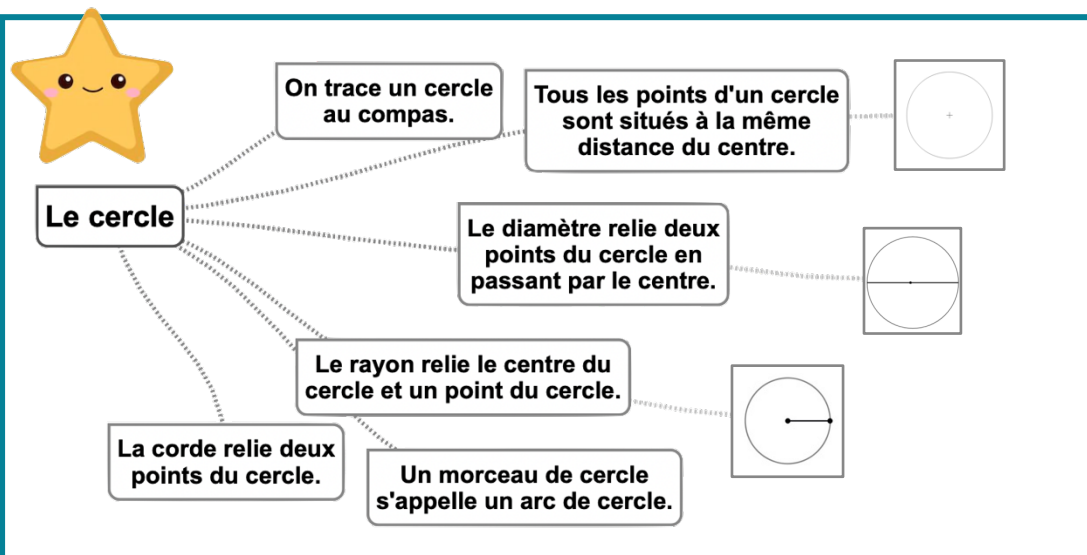 On trace un cercle
au compas.
Tous les points d'un cercle
sont situés à la même
distance du centre.
Le cercle
Le diamètre relie deux
points du cercle en
passant par le centre.
Le rayon relie le centre du
cercle et un point du cercle.
La corde relie deux
points du cercle.
Un morceau de cercle
s'appelle un arc de cercle.